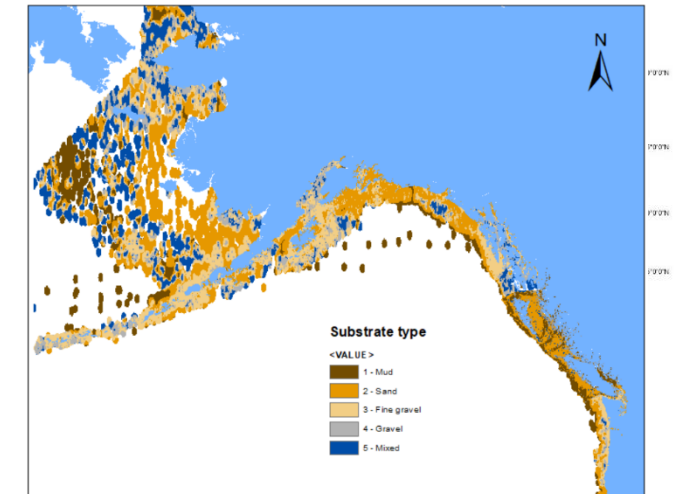 N
Substrate type
<VALUE>
1 - Mud
2 - Sand
3 - Fine gravel
4 - Gravel
5 - Mixed